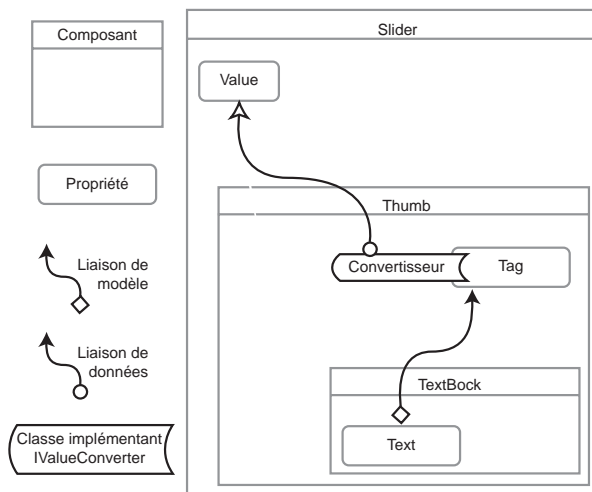 Composant
Propriété
Liaison de
modèle
Liaison de
données
Classe implémentant
IValueConverter
Slider
Value
Thumb
Convertisseur
Tag
TextBock
Text